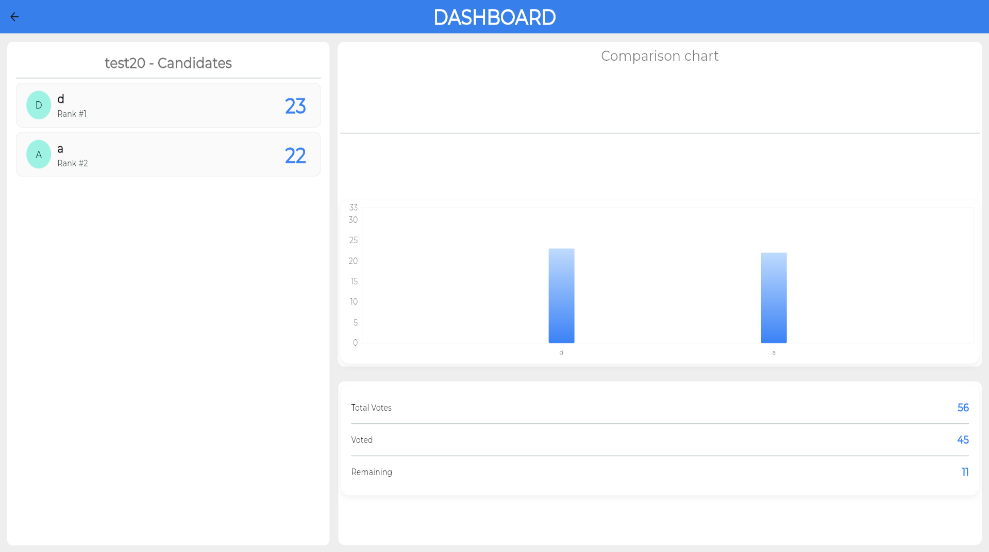 DASHBOARD
test20 - Candidates
D
d
Rank #1
23
A
a
Rank #2
22
Comparison chart
33
30
25
20
15
10
5
0
Total Votes
56
Voted
45
Remaining
11